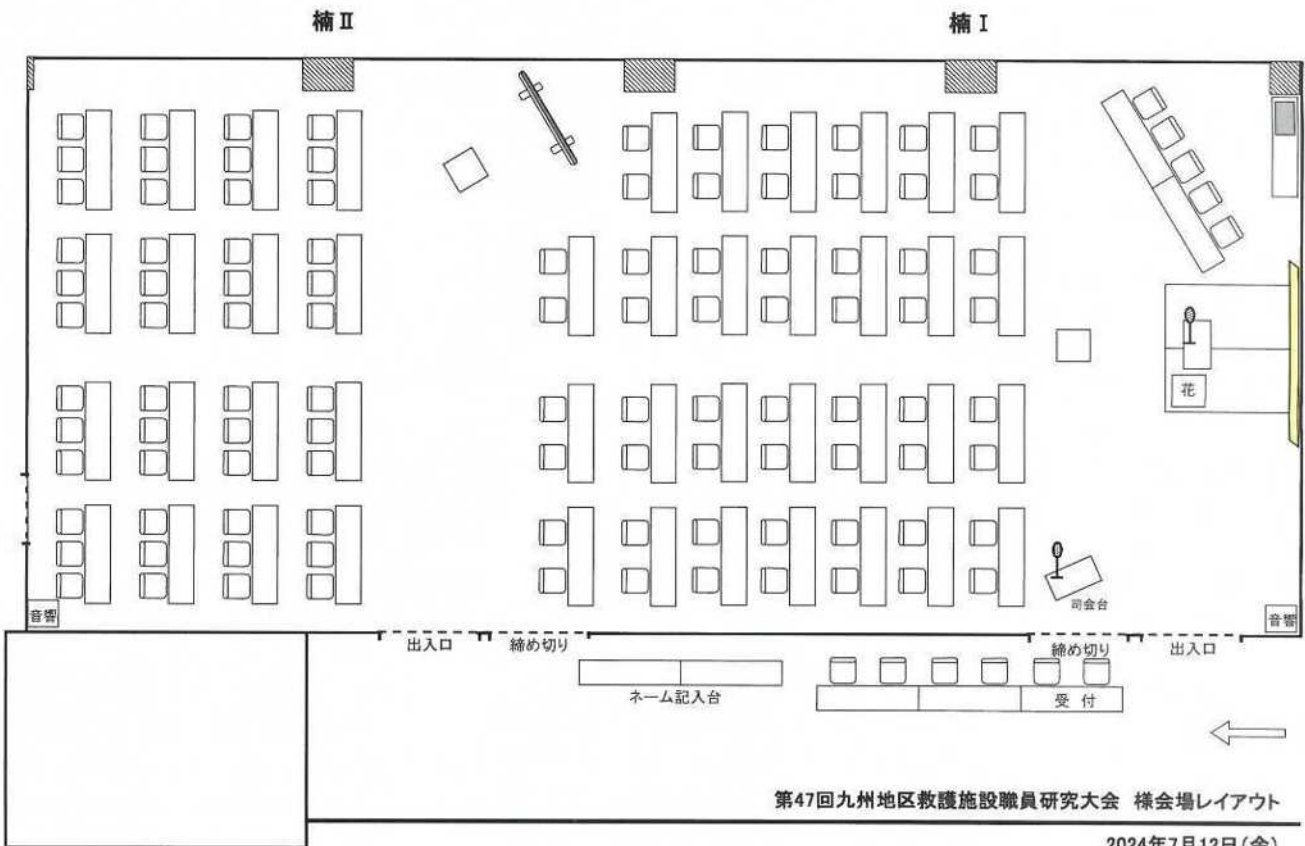 楠Ⅱ
楠Ⅰ
花
司会台
音響
音響
出入口
締め切り
締め切り
出入口
ネーム記入台
受 付
第47回九州地区救護施設職員研究大会 様会場レイアウト
2024年7月12日(金)